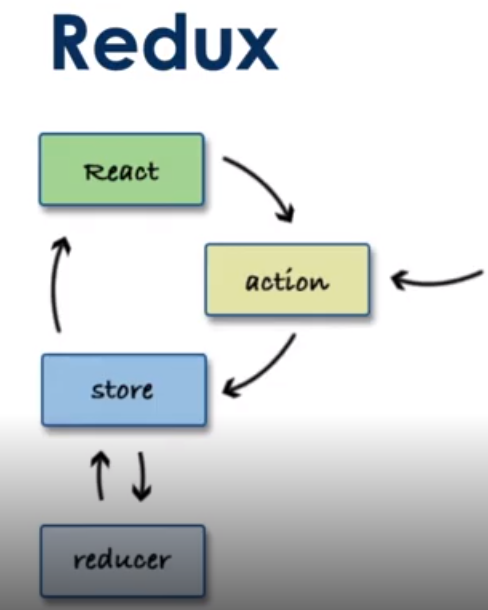 Redux
React
action
store
reducer